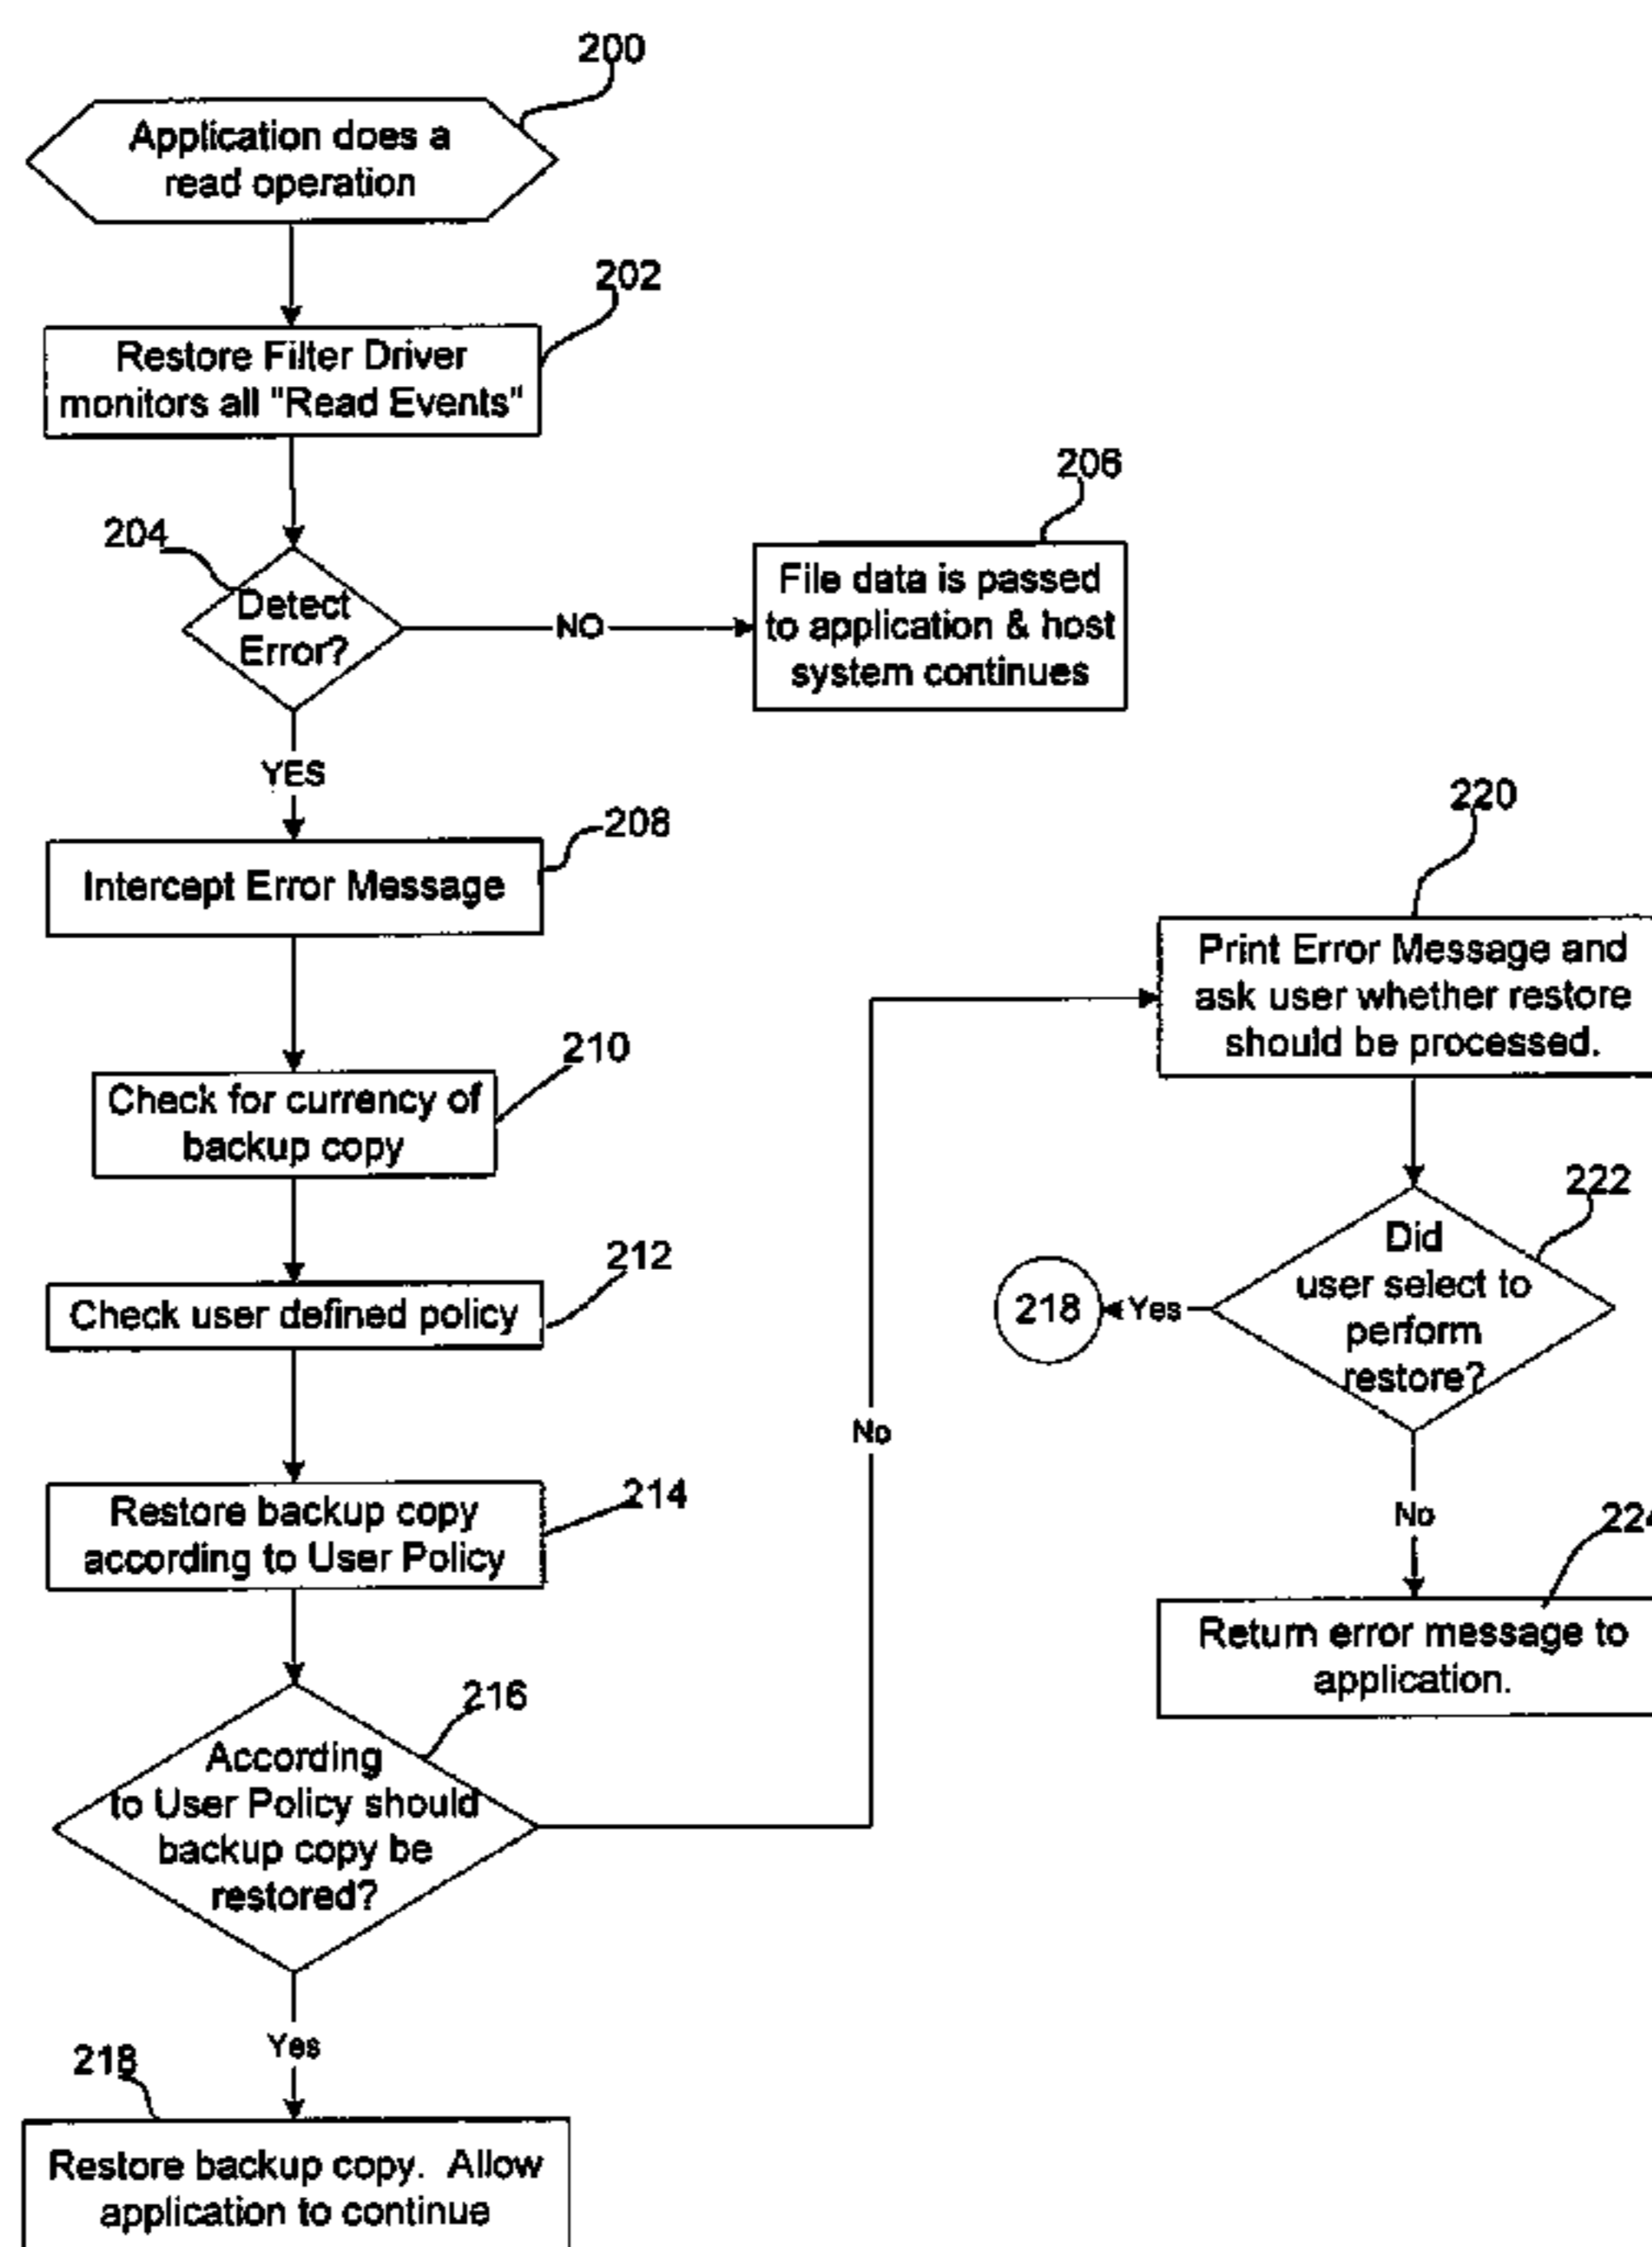 200
Application does a
read operation
202
Restore Filter Driver
monitors all "Read Events"
204
Detect
Error?
NO
206
File data is passed
to application & host
system continues
YES
208
Intercept Error Message
210
Check for currency of
backup copy
212
Check user defined policy
214
Restore backup copy
according to User Policy
216
According
to User Policy should
backup copy be
restored?
No
Yes
218
Restore backup copy. Allow
application to continue
220
Print Error Message and
ask user whether restore
should be processed.
222
Did
user select to
perform
restore?
Yes
218
No
224
Return error message to
application.